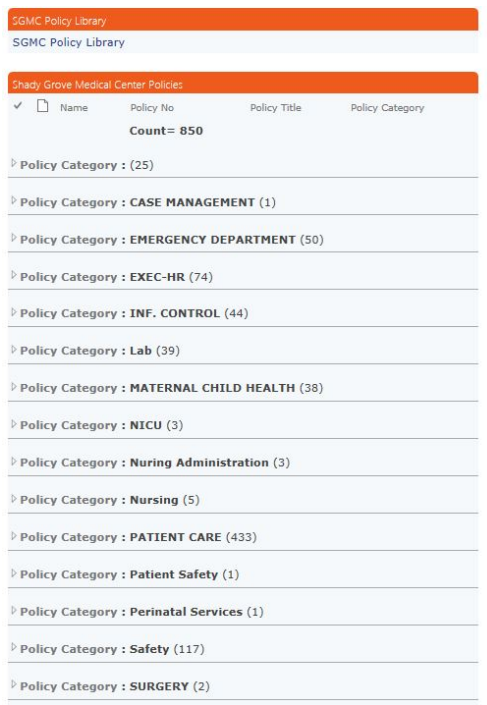 SGMC Policy Library
SGMC Policy Library
Shady Grove Medical Center Policies
Name Policy No Policy Title Policy Category
Count= 850
Policy Category : (25)
Policy Category : CASE MANAGEMENT (1)
Policy Category : EMERGENCY DEPARTMENT (50)
Policy Category : EXEC-HR (74)
Policy Category : INF. CONTROL (44)
Policy Category : Lab (39)
Policy Category : MATERNAL CHILD HEALTH (38)
Policy Category : NICU (3)
Policy Category : Nuring Administration (3)
Policy Category : Nursing (5)
Policy Category : PATIENT CARE (433)
Policy Category : Patient Safety (1)
Policy Category : Perinatal Services (1)
Policy Category : Safety (117)
Policy Category : SURGERY (2)